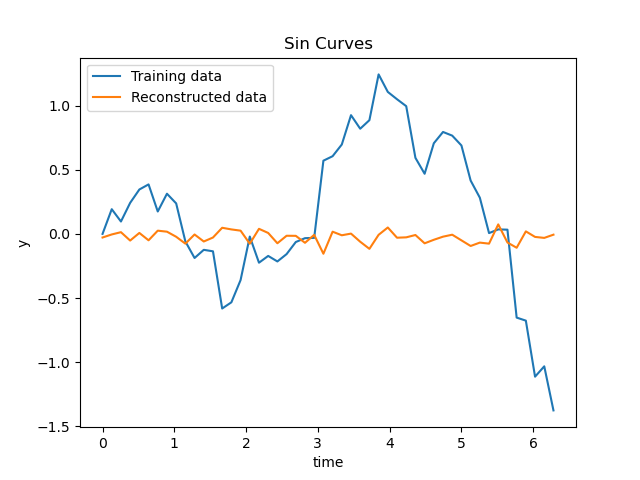 Sin Curves
Training data
Reconstructed data
1.0
0.5
0.0
−0.5
−1.0
−1.5
y
0 1 2 3 4 5 6
time